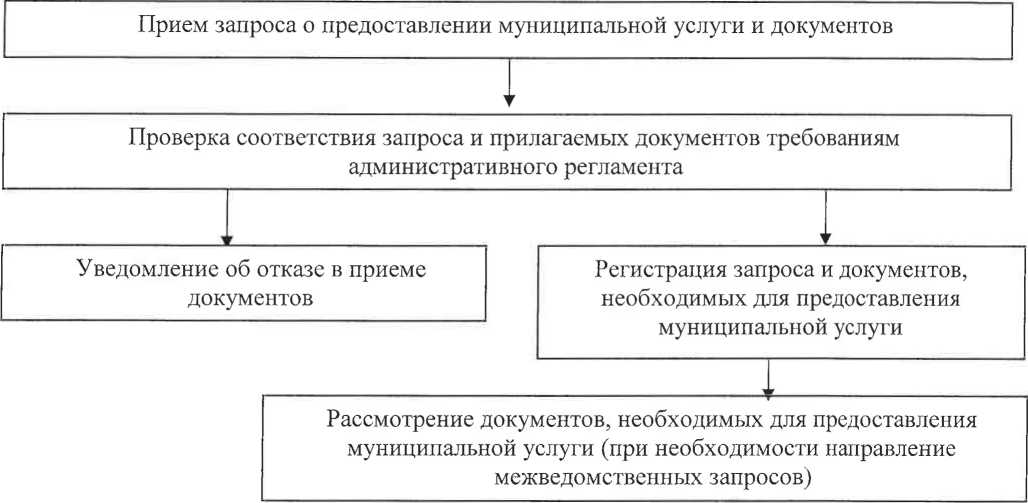 Прием запроса о предоставлении муниципальной услуги и документов
Проверка соответствия запроса и прилагаемых документов требованиям
административного регламента
Уведомление об отказе в приеме
документов
Регистрация запроса и документов,
необходимых для предоставления
муниципальной услуги
Рассмотрение документов, необходимых для предоставления
муниципальной услуги (при необходимости направление
межведомственных запросов)